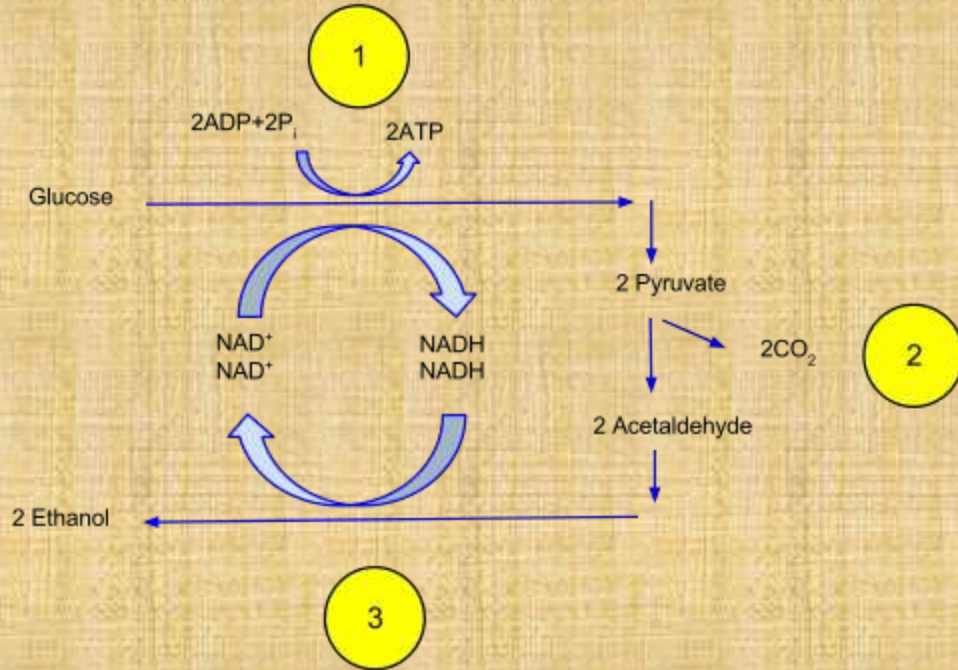 1
2ADP+2Pᵢ
2ATP
Glucose
2 Pyruvate
NAD⁺
NAD⁺
NADH
NADH
2CO₂
2
2 Acetaldehyde
2 Ethanol
3